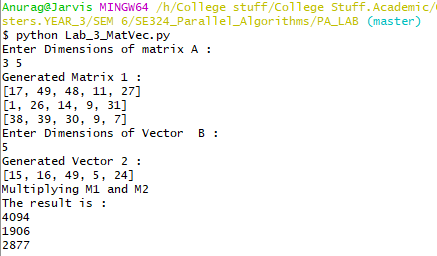 Anurag@Jarvis MINGW64 /h/College stuff/College Stuff.Academic/
sters.YEAR_3/SEM 6/SE324_Parallel_Algorithms/PA_LAB (master)
$ python Lab_3_MatVec.py
Enter Dimensions of matrix A :
3 5
Generated Matrix 1 :
[17, 49, 48, 11, 27]
[1, 26, 14, 9, 31]
[38, 39, 30, 9, 7]
Enter Dimensions of Vector  B :
5
Generated Vector 2 :
[15, 16, 49, 5, 24]
Multiplying M1 and M2
The result is :
4094
1906
2877